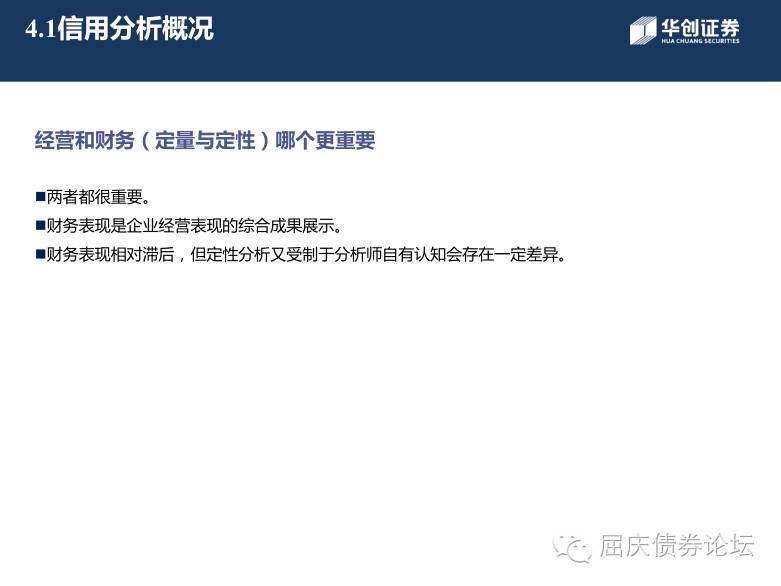 4.1信用分析概况
华创证券
HUA CHUANG SECURITIES
经营和财务（定量与定性）哪个更重要
■两者都很重要。
■财务表现是企业经营表现的综合成果展示。
■财务表现相对滞后，但定性分析又受制于分析师自有认知会存在一定差异。
屈庆债券论坛